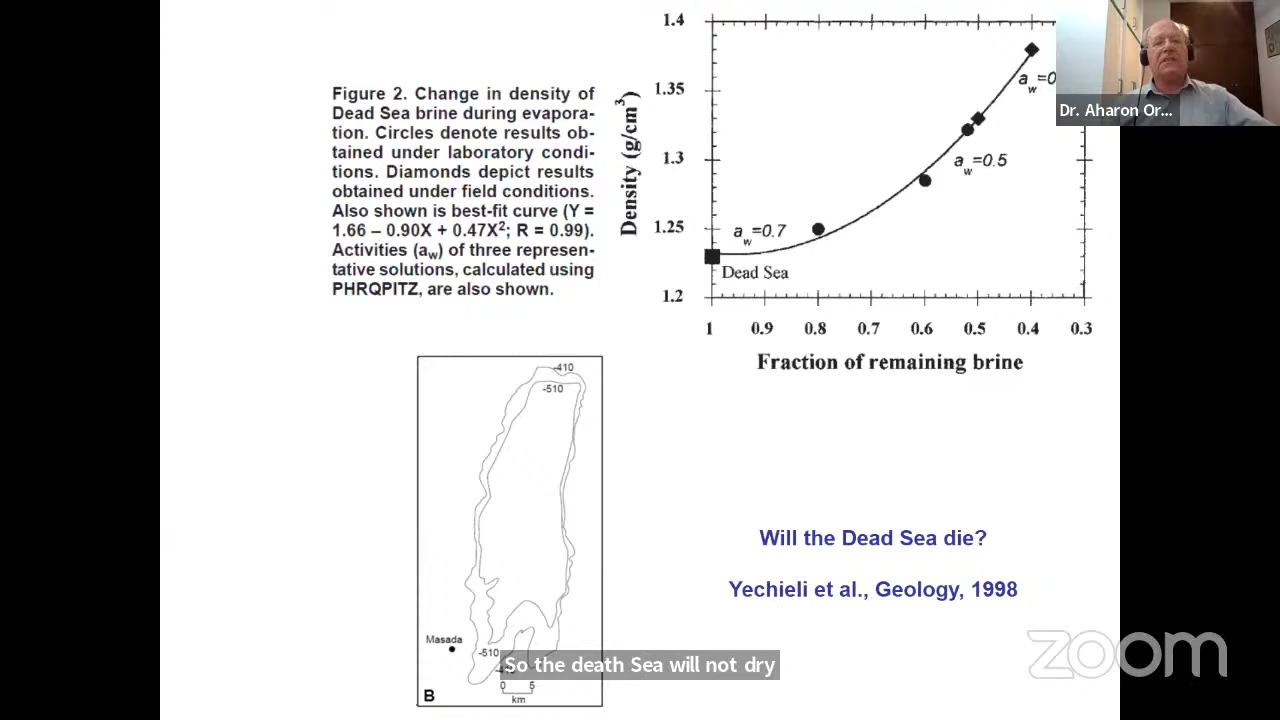 Figure 2. Change in density of
Dead Sea brine during evapora-
tion. Circles denote results ob-
tained under laboratory condi-
tions. Diamonds depict results
obtained under field conditions.
Also shown is best-fit curve (Y =
1.66 – 0.90X + 0.47X²; R = 0.99).
Activities (aw) of three represen-
tative solutions, calculated using
PHRQPITZ, are also shown.
Density (g/cm³)
1.4
1.35
1.3
1.25
1.2
aw=0.7
Dead Sea
aw=0.5
aw=0
1 0.9 0.8 0.7 0.6 0.5 0.4 0.3
Fraction of remaining brine
Dr. Aharon Or...
-410
-510
Masada
-510
0 5
km
B
Will the Dead Sea die?
Yechieli et al., Geology, 1998
So the death Sea will not dry
zoom